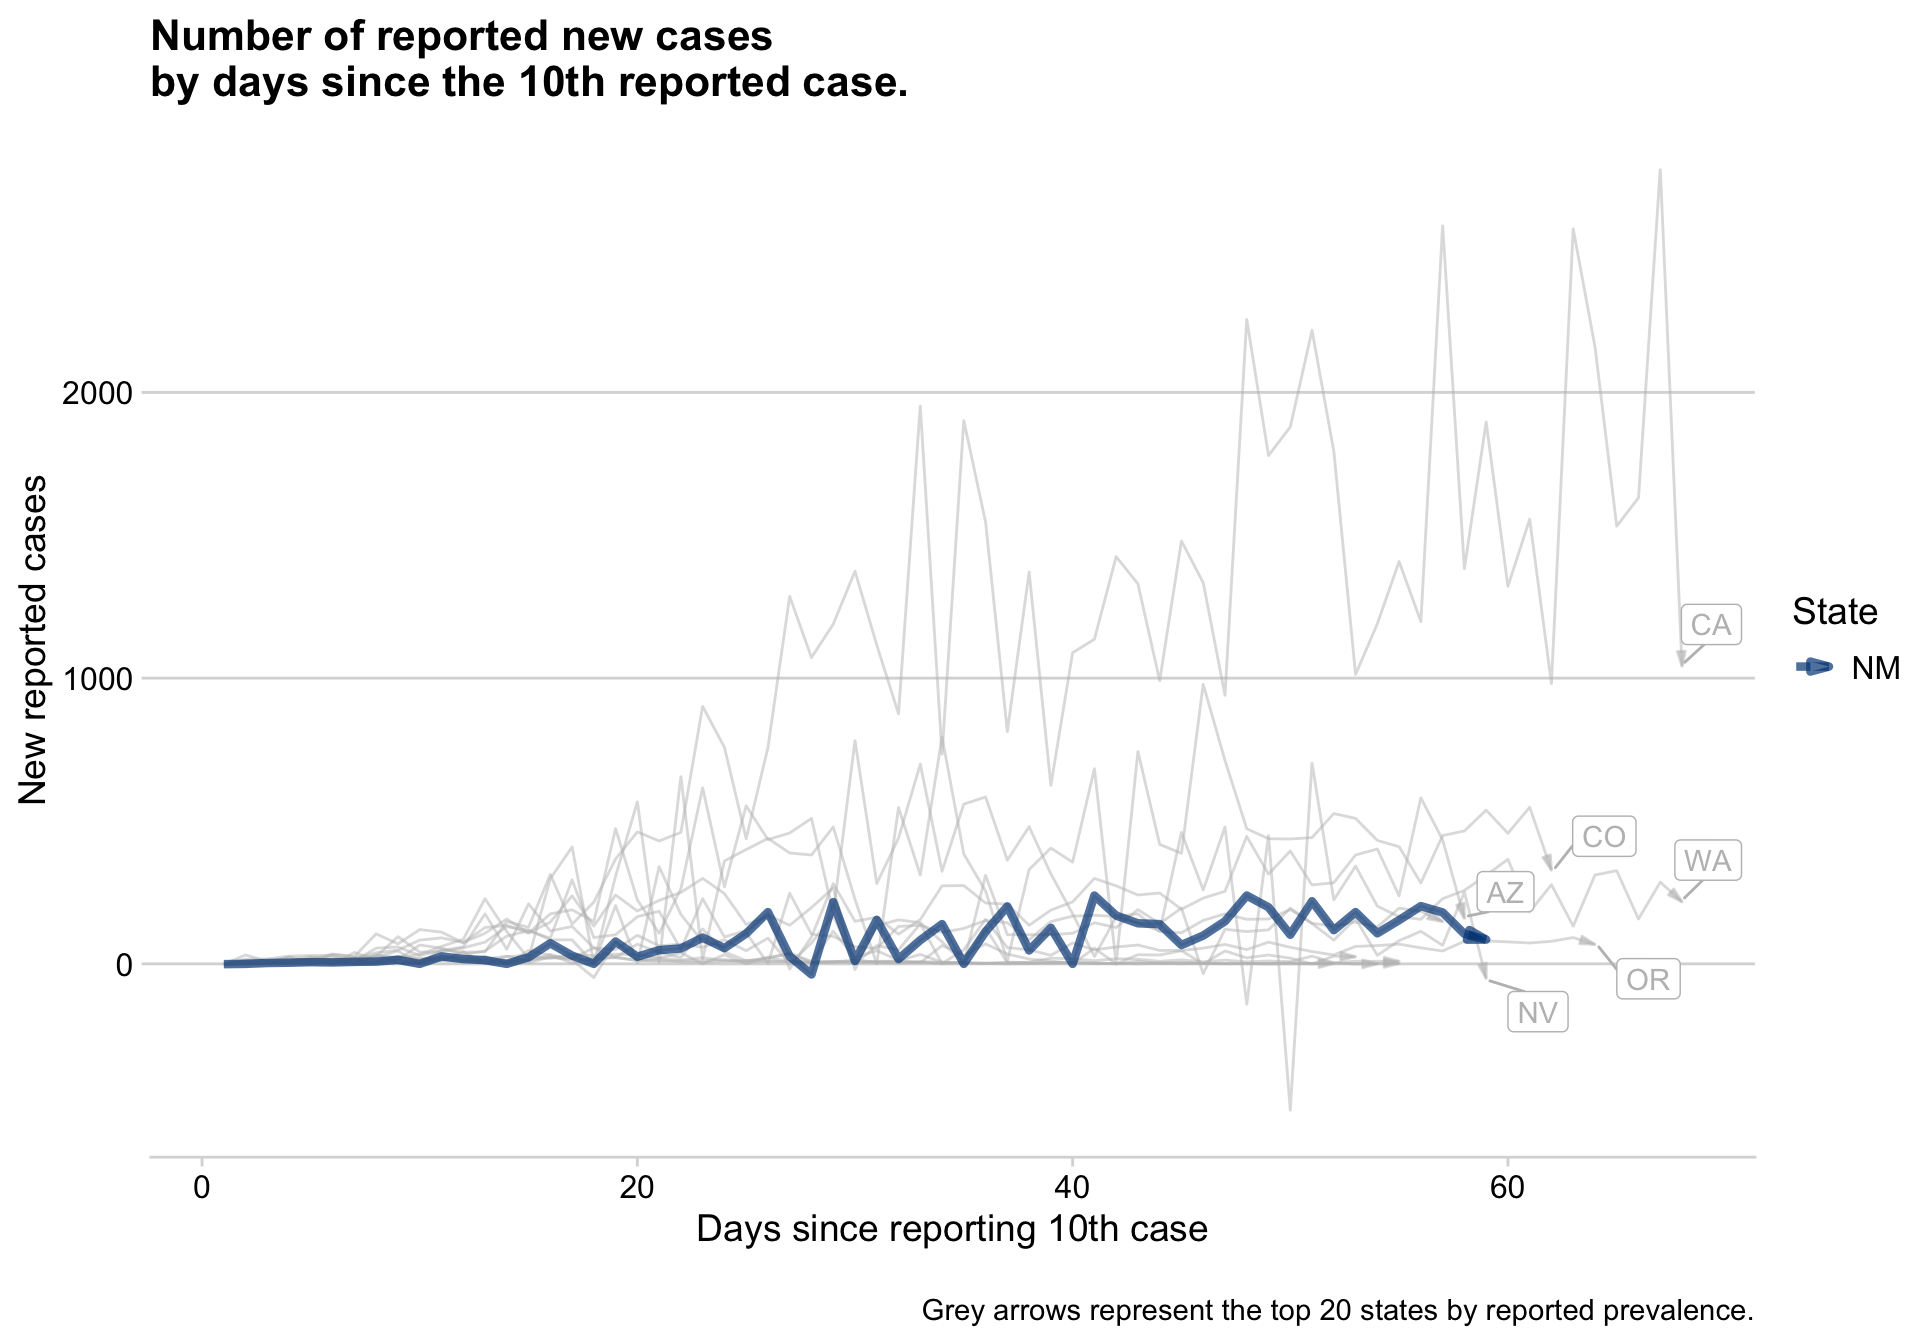 Number of reported new cases
by days since the 10th reported case.
New reported cases
2000
1000
0
CA
CO
WA
AZ
OR
NV
State
NM
0
20
40
60
Days since reporting 10th case
Grey arrows represent the top 20 states by reported prevalence.